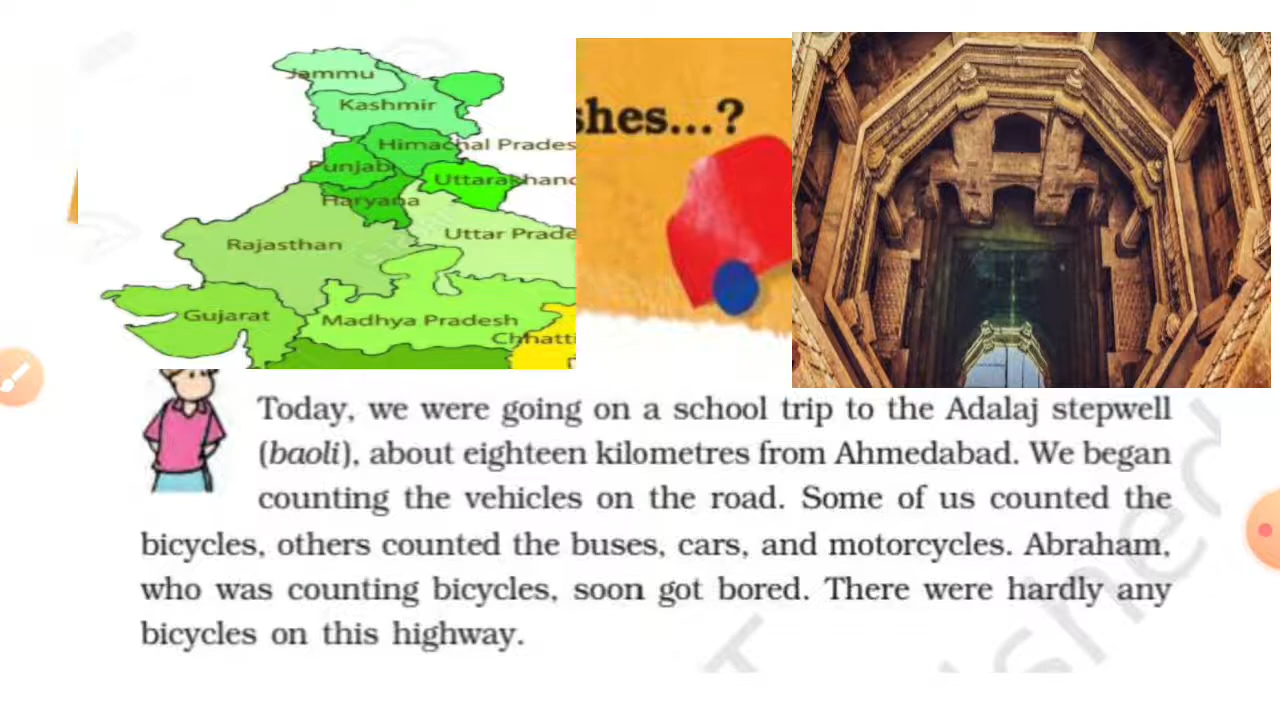 Jammu
Kashmir
Himachal Prades
Punjab
Uttarakhand
Haryana
Rajasthan
Uttar Prade
Gujarat
Madhya Pradesh
Chhatti
shes...?
Today, we were going on a school trip to the Adalaj stepwell
(baoli), about eighteen kilometres from Ahmedabad. We began
counting the vehicles on the road. Some of us counted the
bicycles, others counted the buses, cars, and motorcycles. Abraham,
who was counting bicycles, soon got bored. There were hardly any
bicycles on this highway.